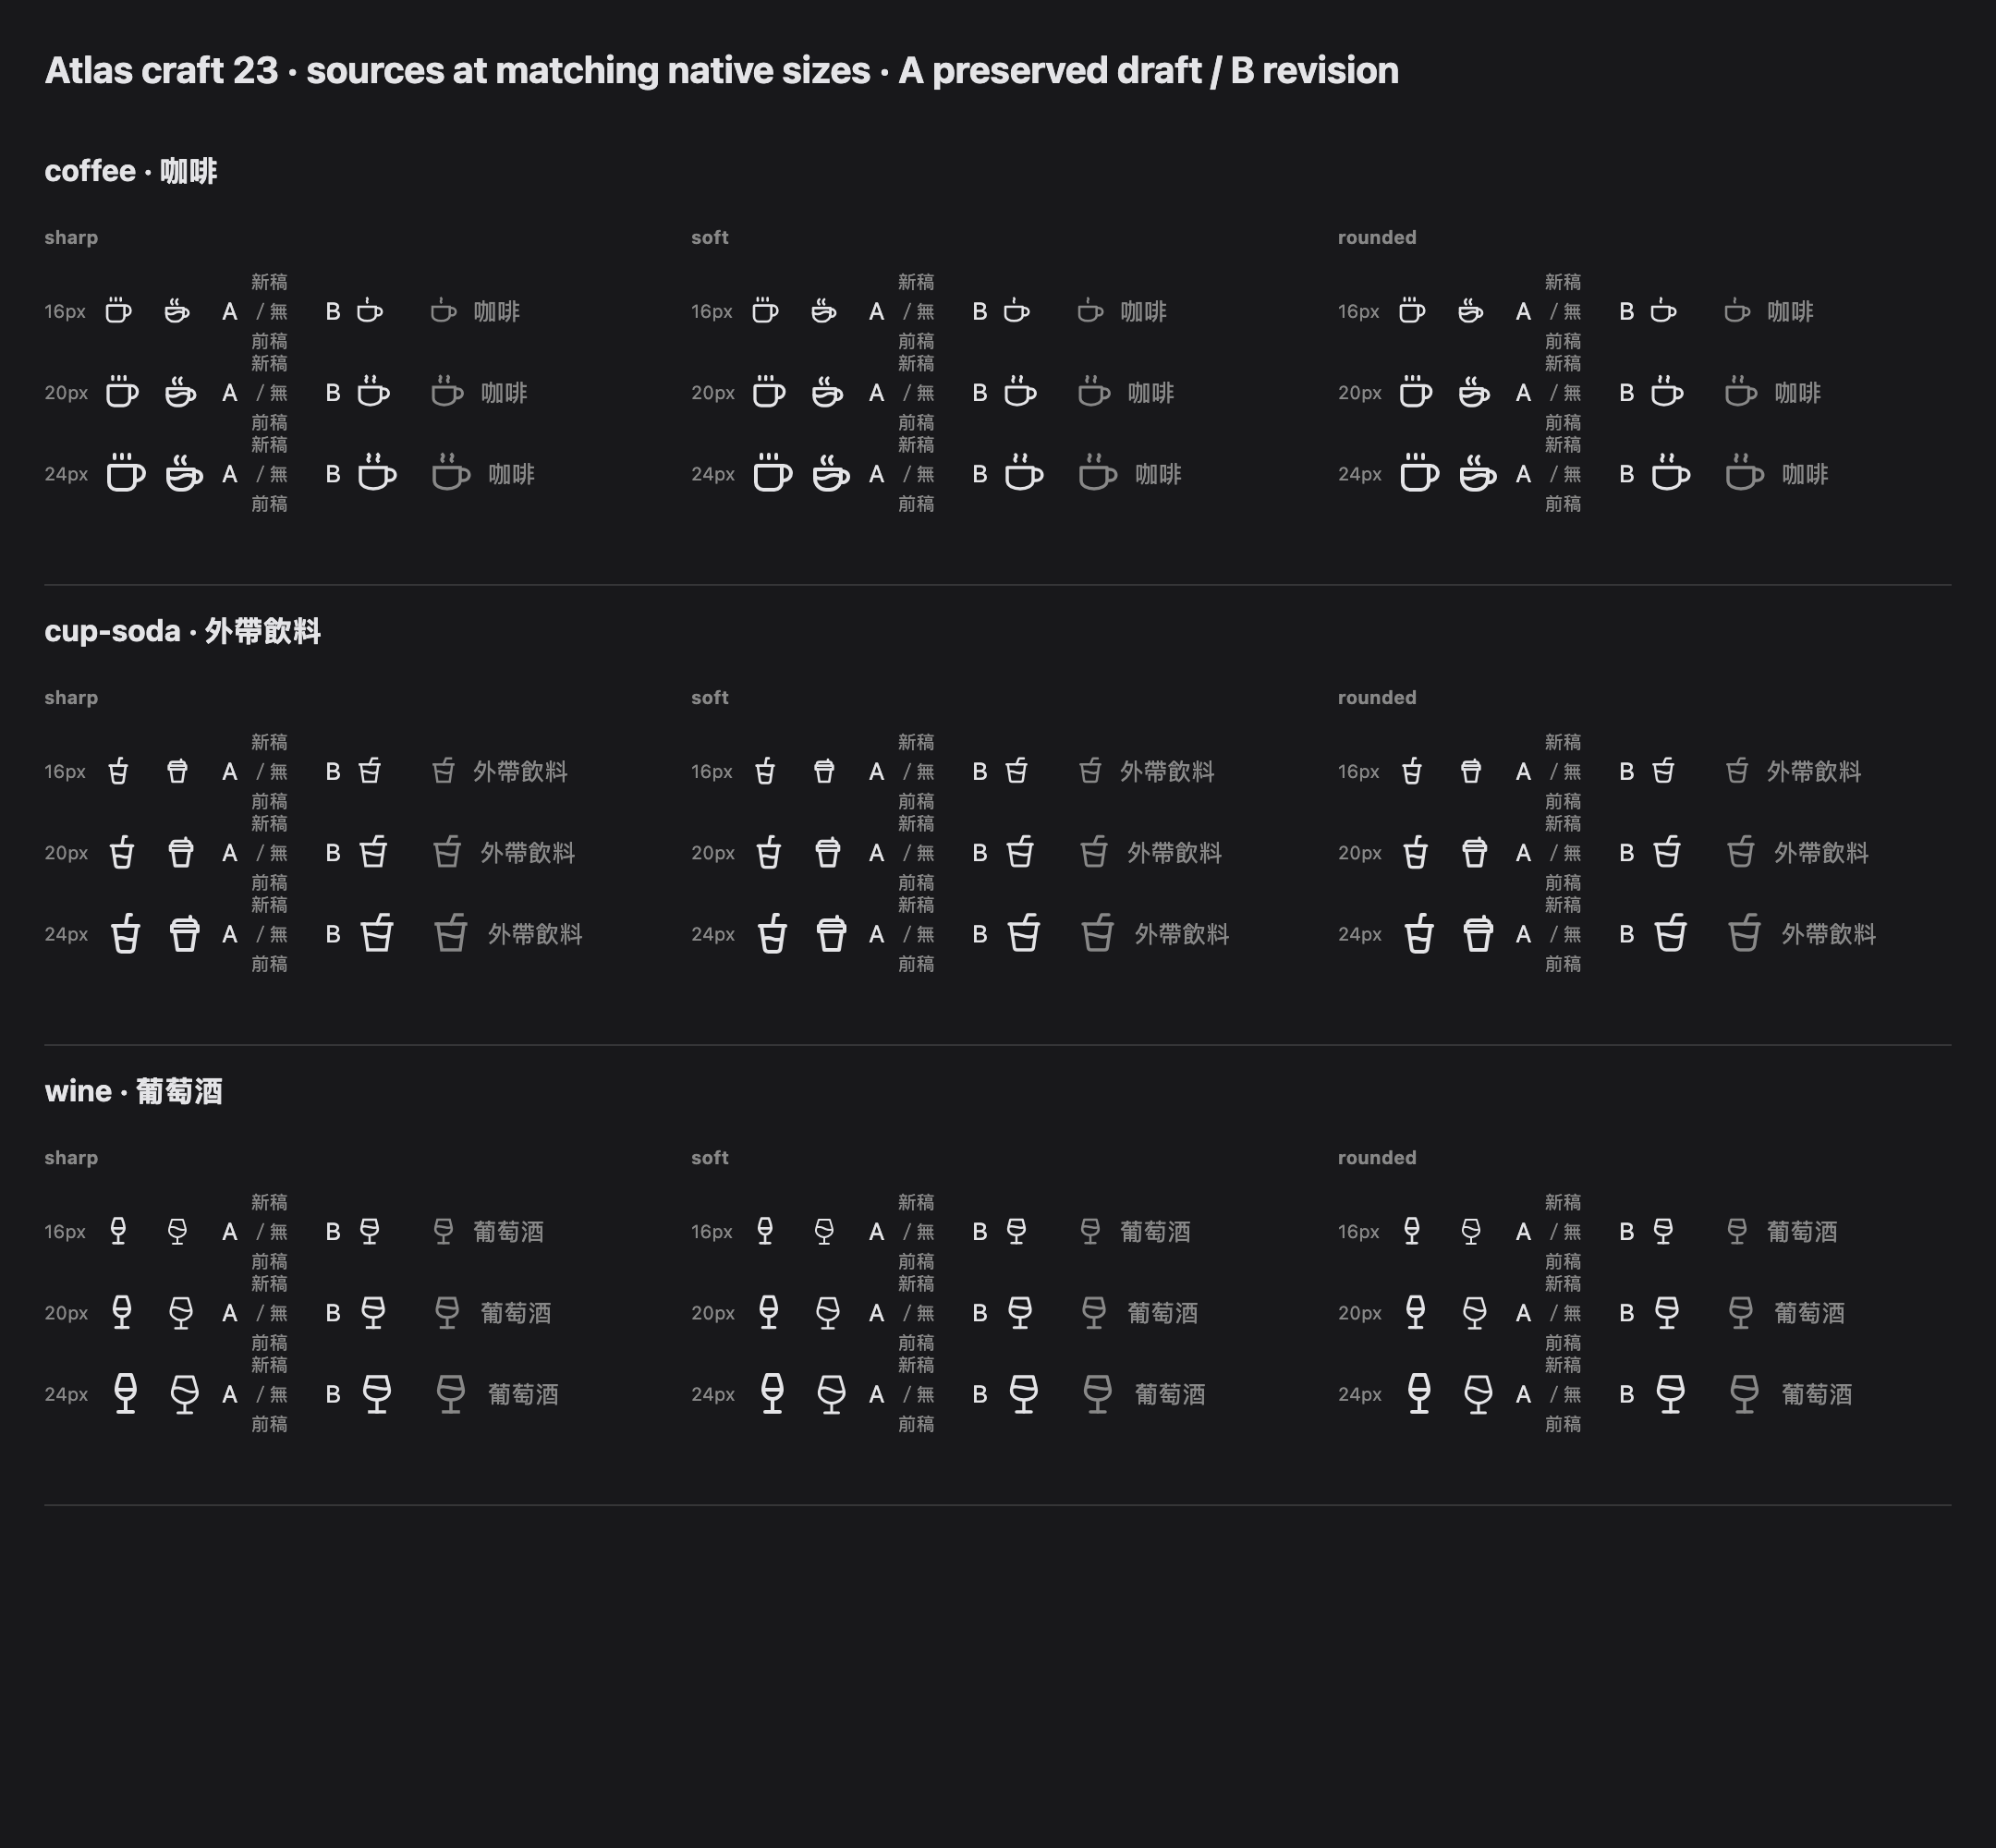 Atlas craft 23 · sources at matching native sizes · A preserved draft / B revision
coffee · 咖啡
sharp
16px A 新稿 / 無前稿 B 咖啡
20px A 新稿 / 無前稿 B 咖啡
24px A 新稿 / 無前稿 B 咖啡
soft
16px A 新稿 / 無前稿 B 咖啡
20px A 新稿 / 無前稿 B 咖啡
24px A 新稿 / 無前稿 B 咖啡
rounded
16px A 新稿 / 無前稿 B 咖啡
20px A 新稿 / 無前稿 B 咖啡
24px A 新稿 / 無前稿 B 咖啡
cup-soda · 外帶飲料
sharp
16px A 新稿 / 無前稿 B 外帶飲料
20px A 新稿 / 無前稿 B 外帶飲料
24px A 新稿 / 無前稿 B 外帶飲料
soft
16px A 新稿 / 無前稿 B 外帶飲料
20px A 新稿 / 無前稿 B 外帶飲料
24px A 新稿 / 無前稿 B 外帶飲料
rounded
16px A 新稿 / 無前稿 B 外帶飲料
20px A 新稿 / 無前稿 B 外帶飲料
24px A 新稿 / 無前稿 B 外帶飲料
wine · 葡萄酒
sharp
16px A 新稿 / 無前稿 B 葡萄酒
20px A 新稿 / 無前稿 B 葡萄酒
24px A 新稿 / 無前稿 B 葡萄酒
soft
16px A 新稿 / 無前稿 B 葡萄酒
20px A 新稿 / 無前稿 B 葡萄酒
24px A 新稿 / 無前稿 B 葡萄酒
rounded
16px A 新稿 / 無前稿 B 葡萄酒
20px A 新稿 / 無前稿 B 葡萄酒
24px A 新稿 / 無前稿 B 葡萄酒